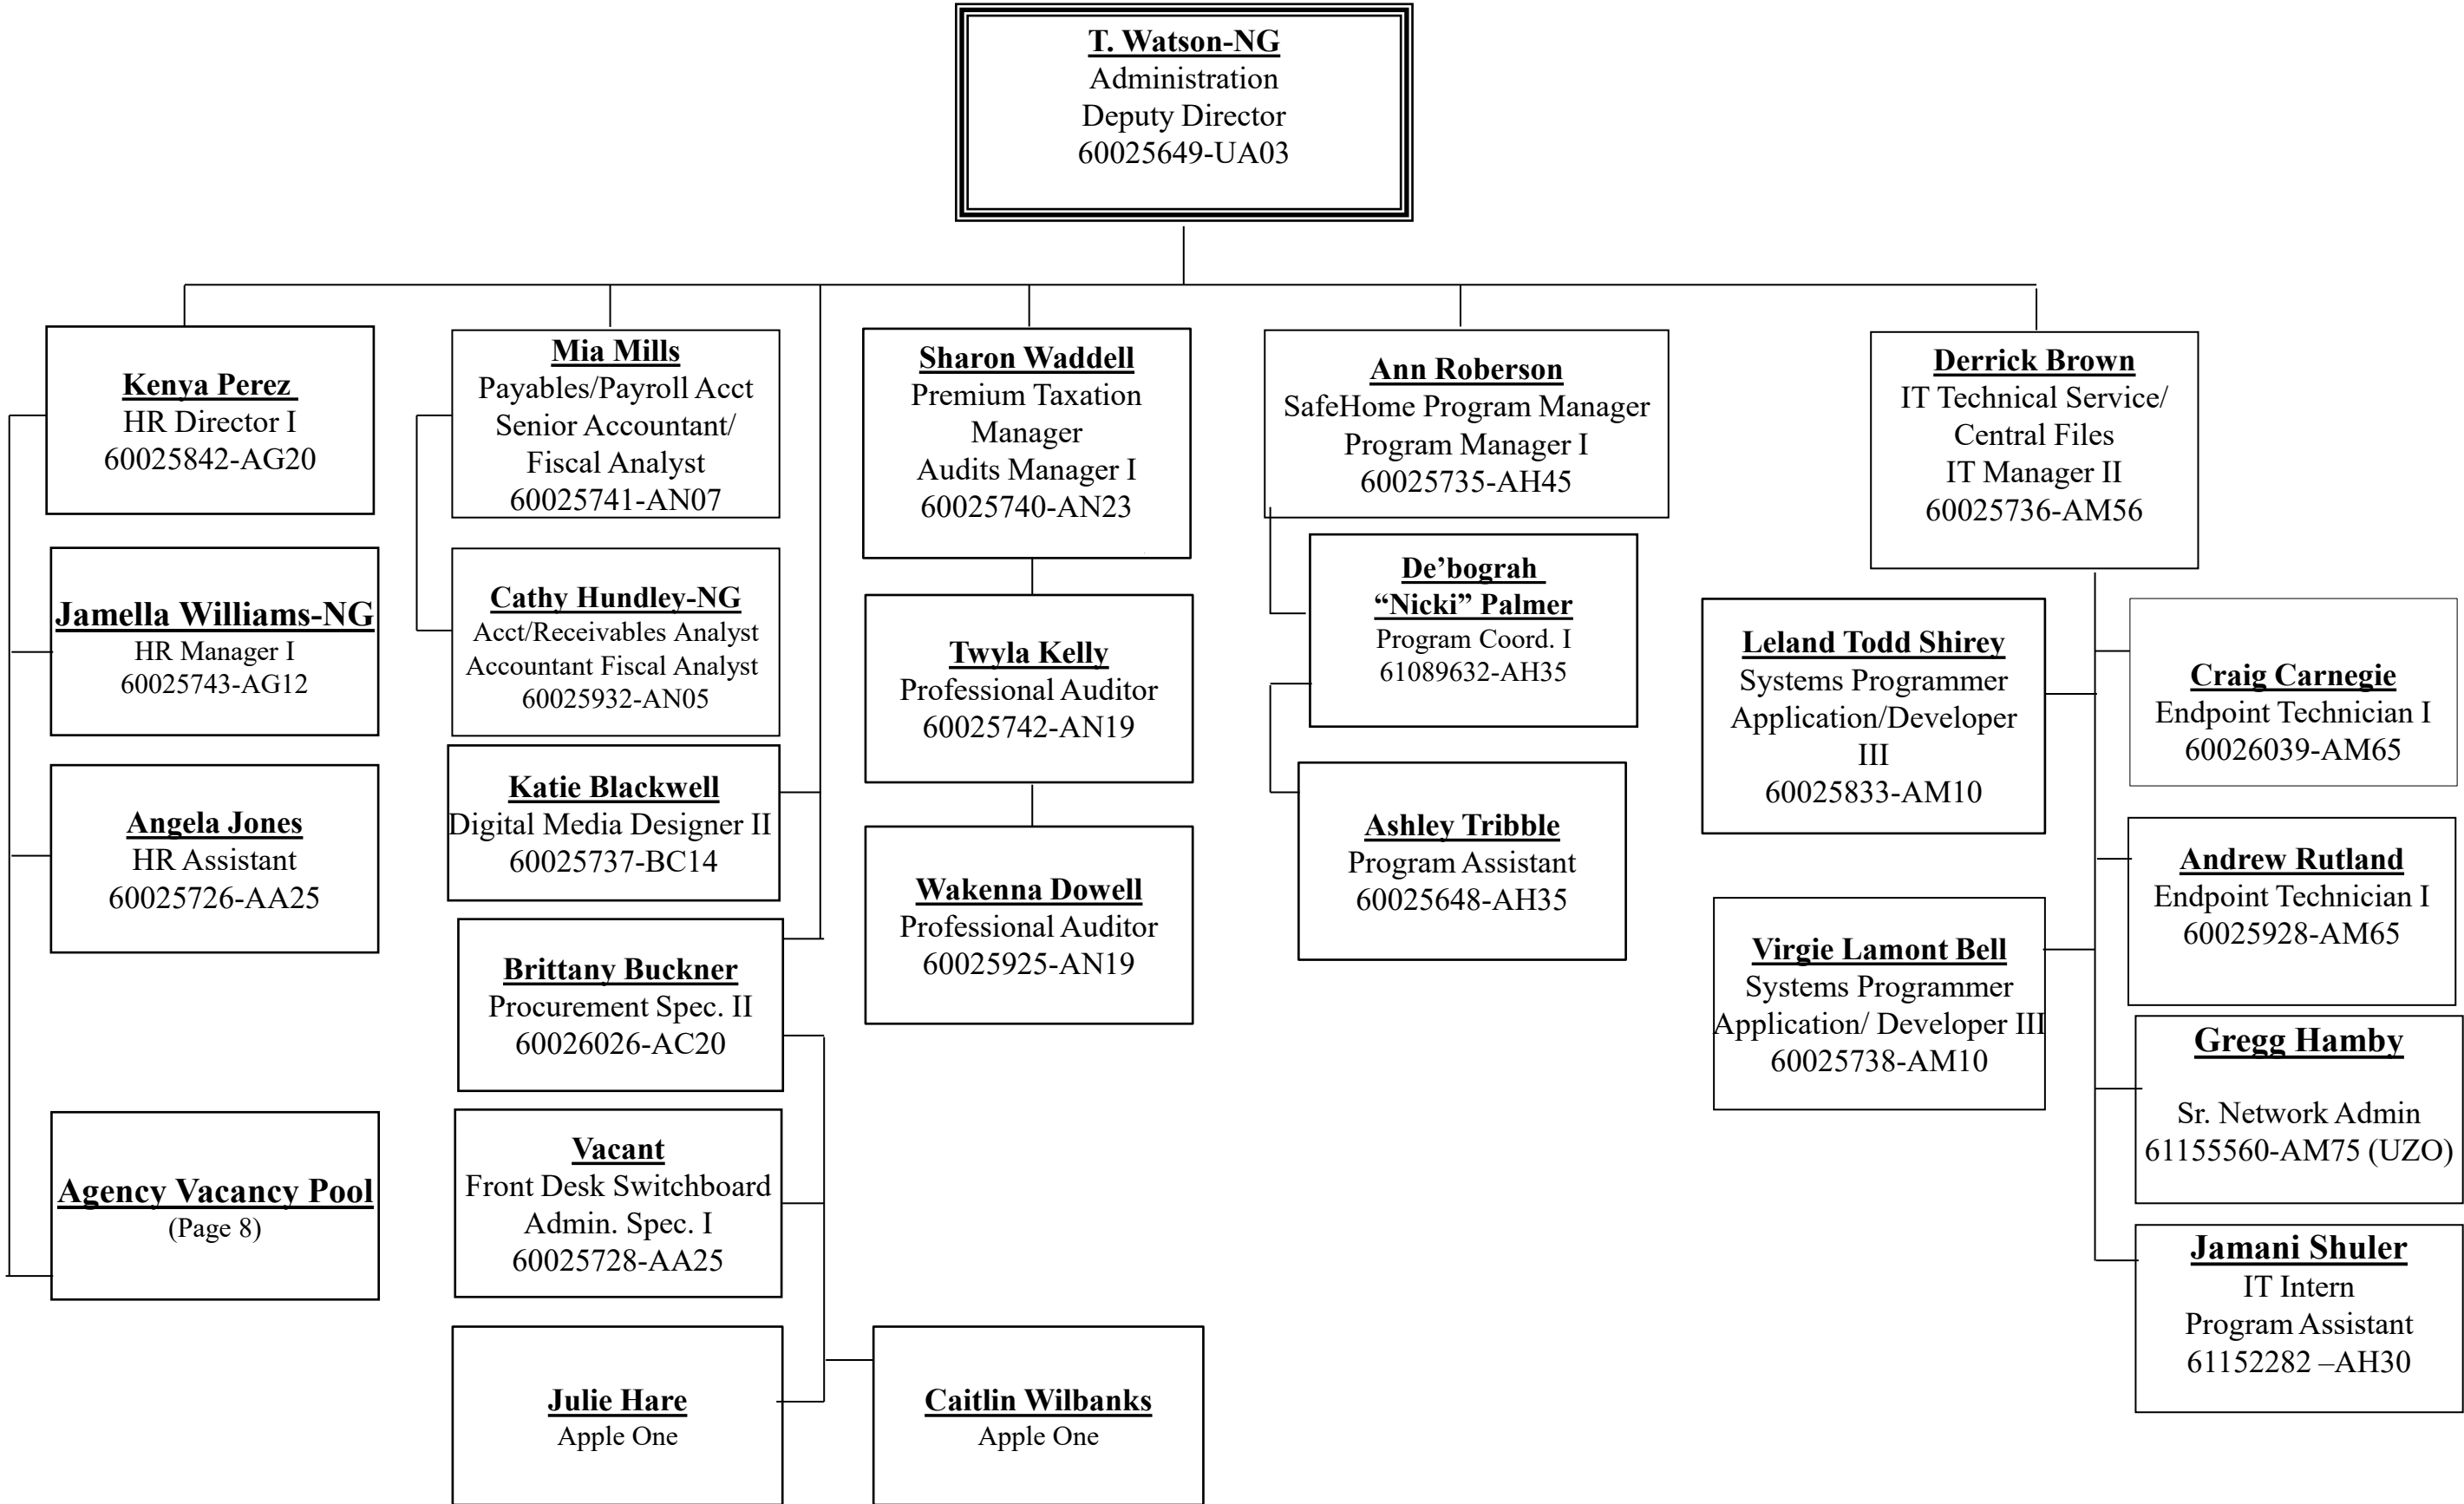 T. Watson-NG
Administration
Deputy Director
60025649-UA03
Kenya Perez
HR Director I
60025842-AG20
Jamella Williams-NG
HR Manager I
60025743-AG12
Angela Jones
HR Assistant
60025726-AA25
Agency Vacancy Pool
(Page 8)
Mia Mills
Payables/Payroll Acct
Senior Accountant/
Fiscal Analyst
60025741-AN07
Cathy Hundley-NG
Acct/Receivables Analyst
Accountant Fiscal Analyst
60025932-AN05
Katie Blackwell
Digital Media Designer II
60025737-BC14
Brittany Buckner
Procurement Spec. II
60026026-AC20
Vacant
Front Desk Switchboard
Admin. Spec. I
60025728-AA25
Julie Hare
Apple One
Caitlin Wilbanks
Apple One
Sharon Waddell
Premium Taxation
Manager
Audits Manager I
60025740-AN23
Twyla Kelly
Professional Auditor
60025742-AN19
Wakenna Dowell
Professional Auditor
60025925-AN19
Ann Roberson
SafeHome Program Manager
Program Manager I
60025735-AH45
De’bograh
“Nicki” Palmer
Program Coord. I
61089632-AH35
Ashley Tribble
Program Assistant
60025648-AH35
Derrick Brown
IT Technical Service/
Central Files
IT Manager II
60025736-AM56
Leland Todd Shirey
Systems Programmer
Application/Developer
III
60025833-AM10
Virgie Lamont Bell
Systems Programmer
Application/ Developer III
60025738-AM10
Craig Carnegie
Endpoint Technician I
60026039-AM65
Andrew Rutland
Endpoint Technician I
60025928-AM65
Gregg Hamby
Sr. Network Admin
61155560-AM75 (UZO)
Jamani Shuler
IT Intern
Program Assistant
61152282 –AH30